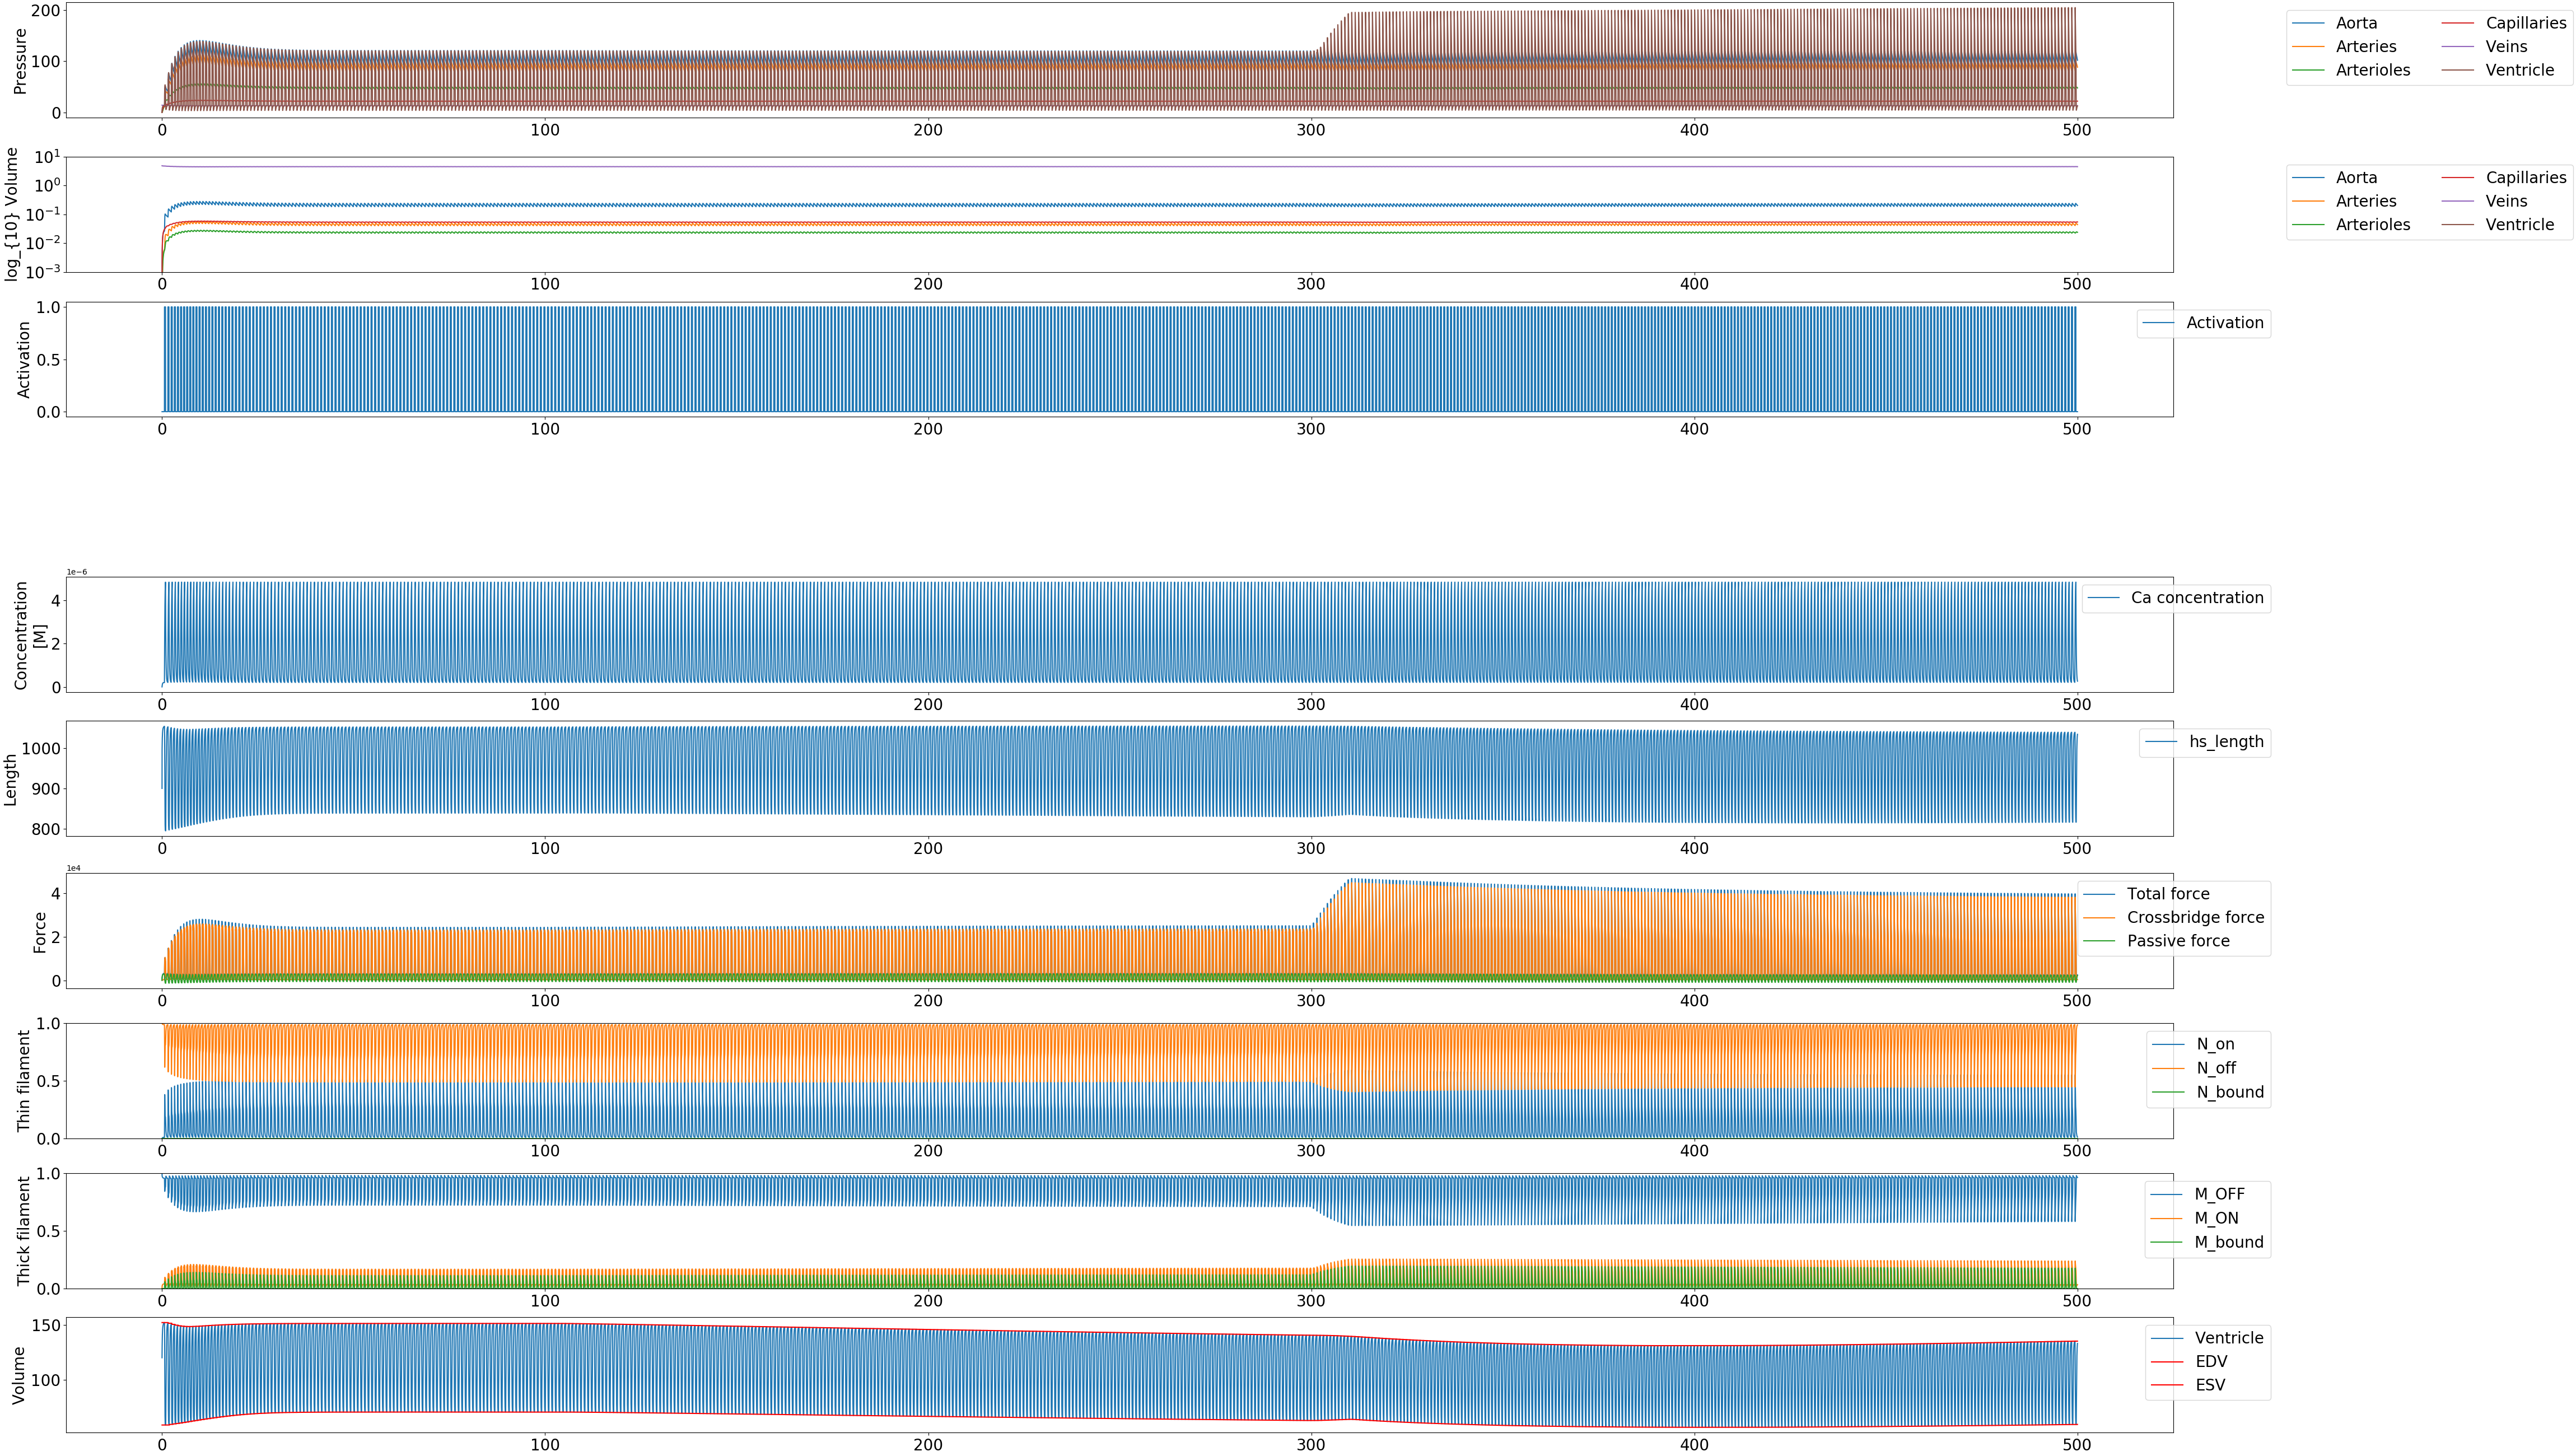 200
100
0
Pressure
0 100 200 300 400 500
Aorta Capillaries
Arteries Veins
Arterioles Ventricle
10^1
10^0
10^-1
10^-2
10^-3
log_{10} Volume
0 100 200 300 400 500
Aorta Capillaries
Arteries Veins
Arterioles Ventricle
1.0
0.5
0.0
Activation
0 100 200 300 400 500
Activation
1e-6
4
2
0
Concentration
[M]
0 100 200 300 400 500
Ca concentration
1000
900
800
Length
0 100 200 300 400 500
hs_length
1e4
4
2
0
Force
0 100 200 300 400 500
Total force
Crossbridge force
Passive force
1.0
0.5
0.0
Thin filament
0 100 200 300 400 500
N_on
N_off
N_bound
1.0
0.5
0.0
Thick filament
0 100 200 300 400 500
M_OFF
M_ON
M_bound
150
100
Volume
0 100 200 300 400 500
Ventricle
EDV
ESV